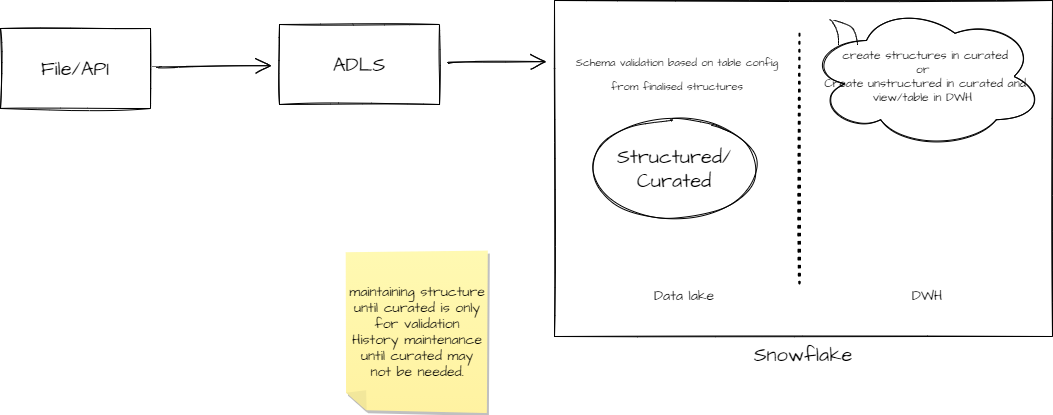 File/API
ADLS
Schema validation based on table config
from finalised structures
create structures in curated
or
Create unstructured in curated and
view/table in DWH
Structured/
Curated
Data lake
DWH
Snowflake
maintaining structure
until curated is only
for validation
History maintenance
until curated may
not be needed.